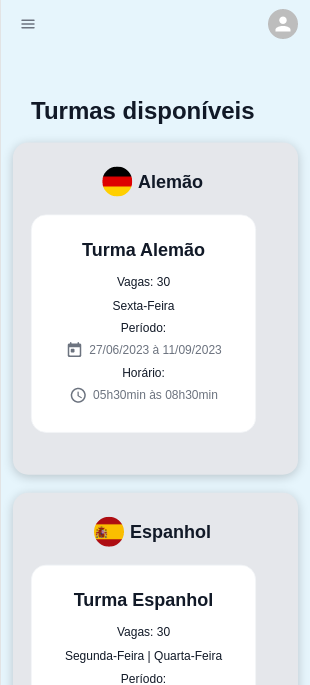 Turmas disponíveis
Alemão
Turma Alemão
Vagas: 30
Sexta-Feira
Período:
27/06/2023 à 11/09/2023
Horário:
05h30min às 08h30min
Espanhol
Turma Espanhol
Vagas: 30
Segunda-Feira | Quarta-Feira
Período: